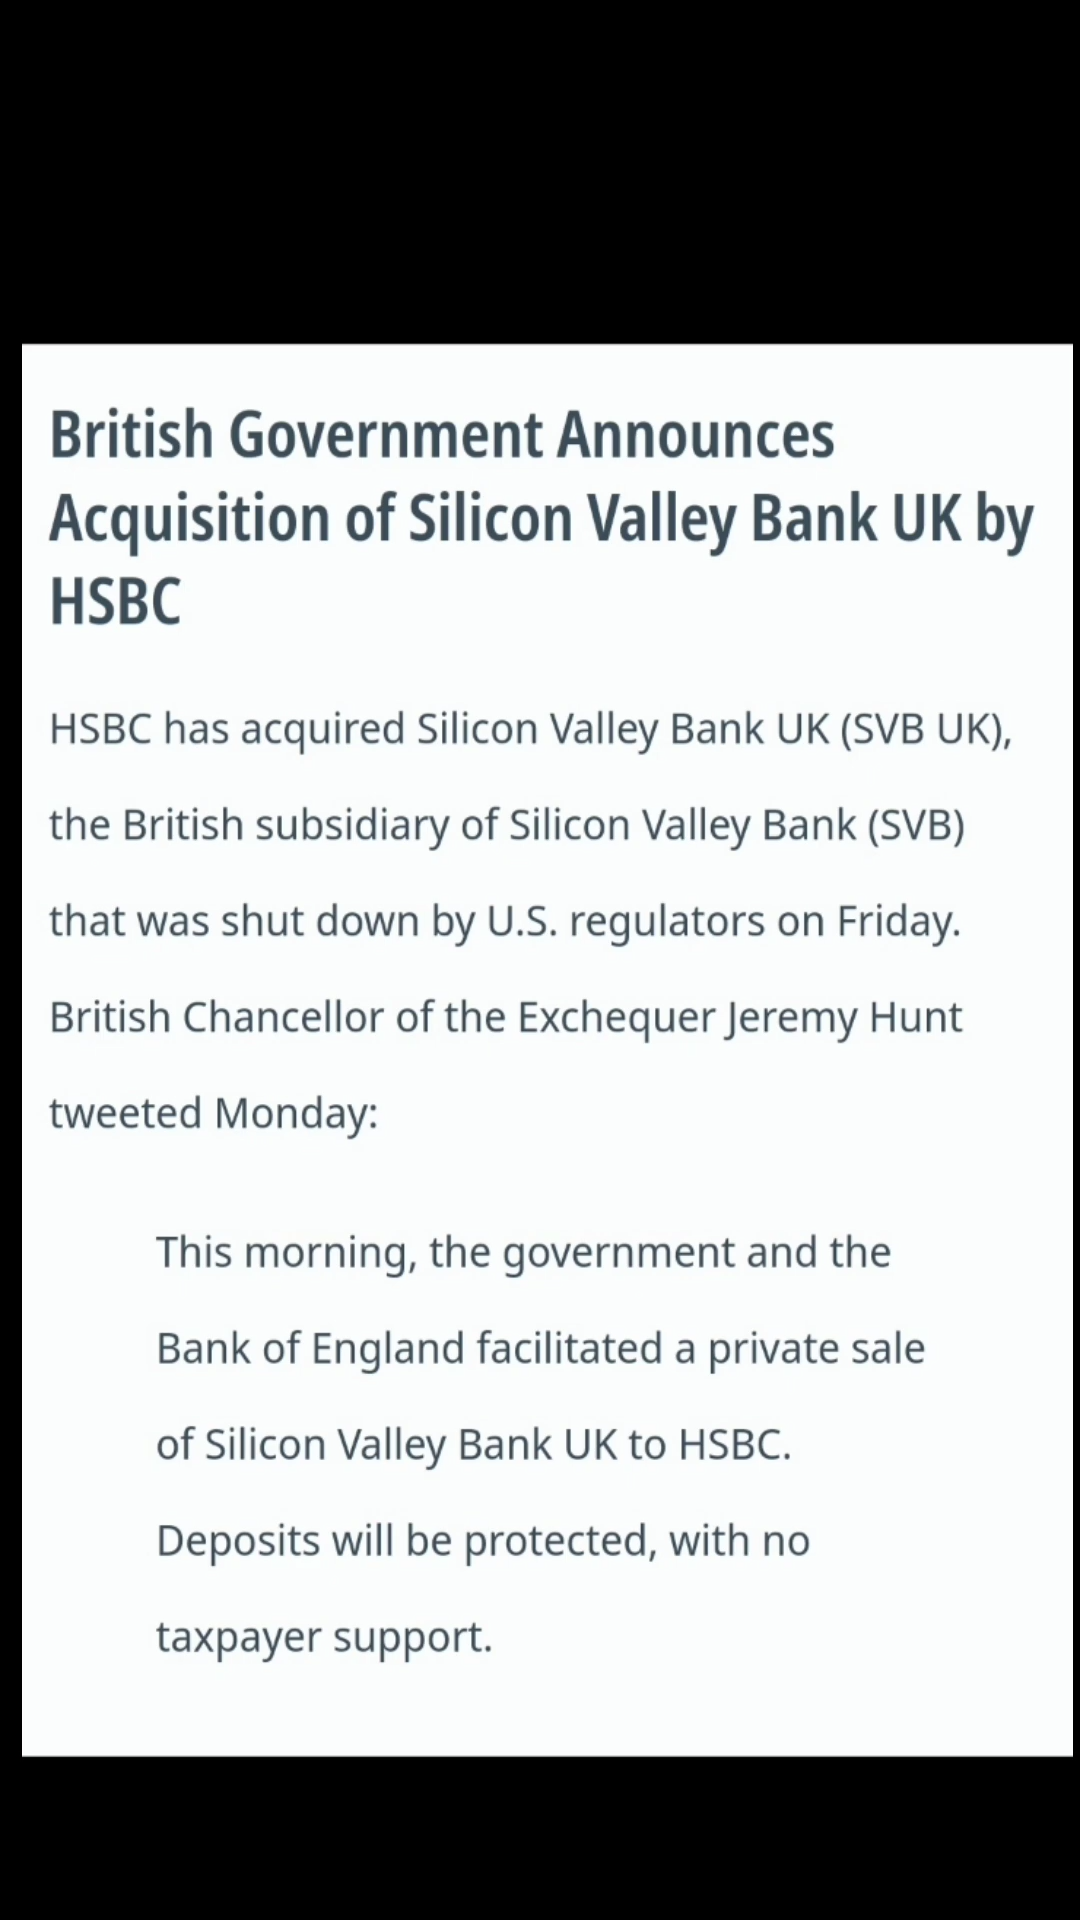 British Government Announces
Acquisition of Silicon Valley Bank UK by
HSBC
HSBC has acquired Silicon Valley Bank UK (SVB UK),
the British subsidiary of Silicon Valley Bank (SVB)
that was shut down by U.S. regulators on Friday.
British Chancellor of the Exchequer Jeremy Hunt
tweeted Monday:
This morning, the government and the
Bank of England facilitated a private sale
of Silicon Valley Bank UK to HSBC.
Deposits will be protected, with no
taxpayer support.